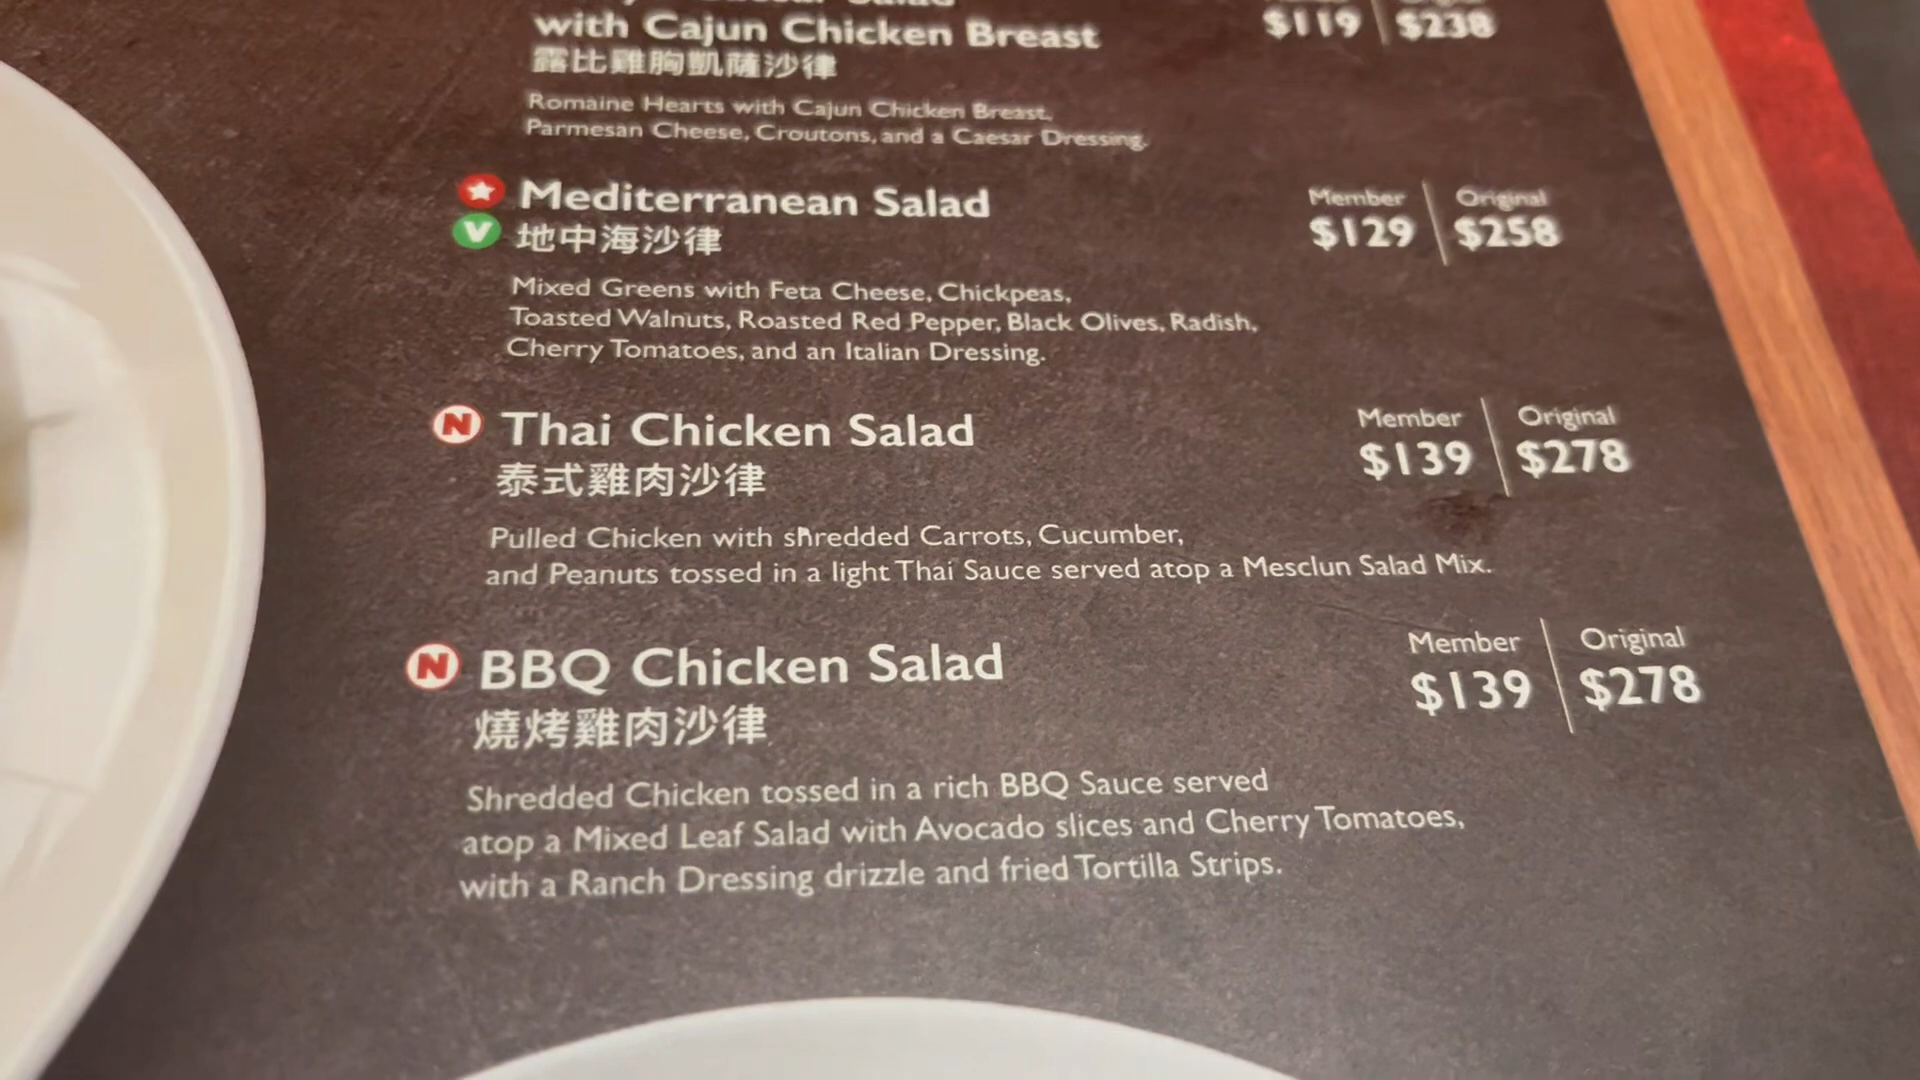 with Cajun Chicken Breast
$119 $238
露比雞胸凱薩沙律
Romaine Hearts with Cajun Chicken Breast,
Parmesan Cheese, Croutons, and a Caesar Dressing.
Mediterranean Salad
Member Original
V 地中海沙律
$129 $258
Mixed Greens with Feta Cheese, Chickpeas,
Toasted Walnuts, Roasted Red Pepper, Black Olives, Radish,
Cherry Tomatoes, and an Italian Dressing.
N Thai Chicken Salad
Member Original
泰式雞肉沙律
$139 $278
Pulled Chicken with shredded Carrots, Cucumber,
and Peanuts tossed in a light Thai Sauce served atop a Mesclun Salad Mix.
N BBQ Chicken Salad
Member Original
燒烤雞肉沙律
$139 $278
Shredded Chicken tossed in a rich BBQ Sauce served
atop a Mixed Leaf Salad with Avocado slices and Cherry Tomatoes,
with a Ranch Dressing drizzle and fried Tortilla Strips.